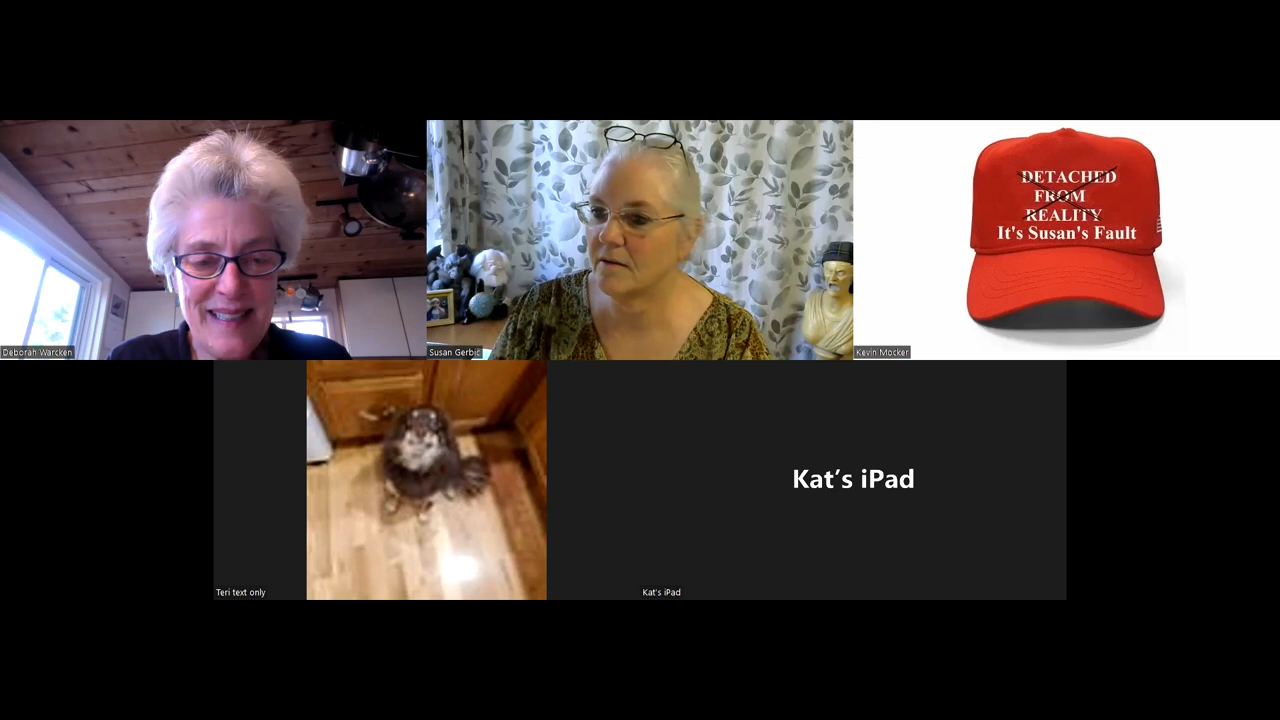 DETACHED
FROM
REALITY
It's Susan's Fault
Deborah Warcken
Susan Gerbic
Kevin Mocker
Kat's iPad
Teri text only
Kat's iPad